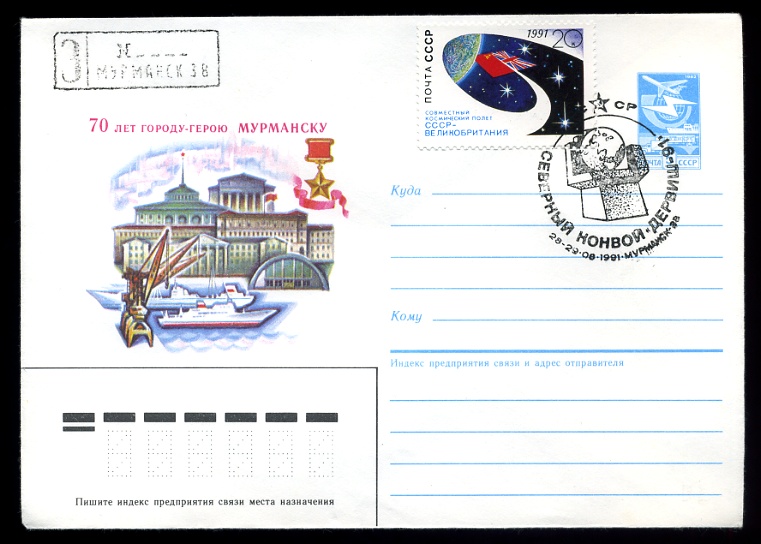 З
МУРМАНСК 38
70 ЛЕТ ГОРОДУ-ГЕРОЮ МУРМАНСКУ
ПОЧТА СССР
1991 20к
СОВМЕСТНЫЙ
КОСМИЧЕСКИЙ ПОЛЕТ
СССР-
ВЕЛИКОБРИТАНИЯ
ПОЧТА СССР
СССР
СЕВЕРНЫЙ КОНВОЙ "ДЕРВИШ-91"
28-29-08-1991-МУРМАНСК-38
Куда
Кому
Индекс предприятия связи и адрес отправителя
Пишите индекс предприятия связи места назначения